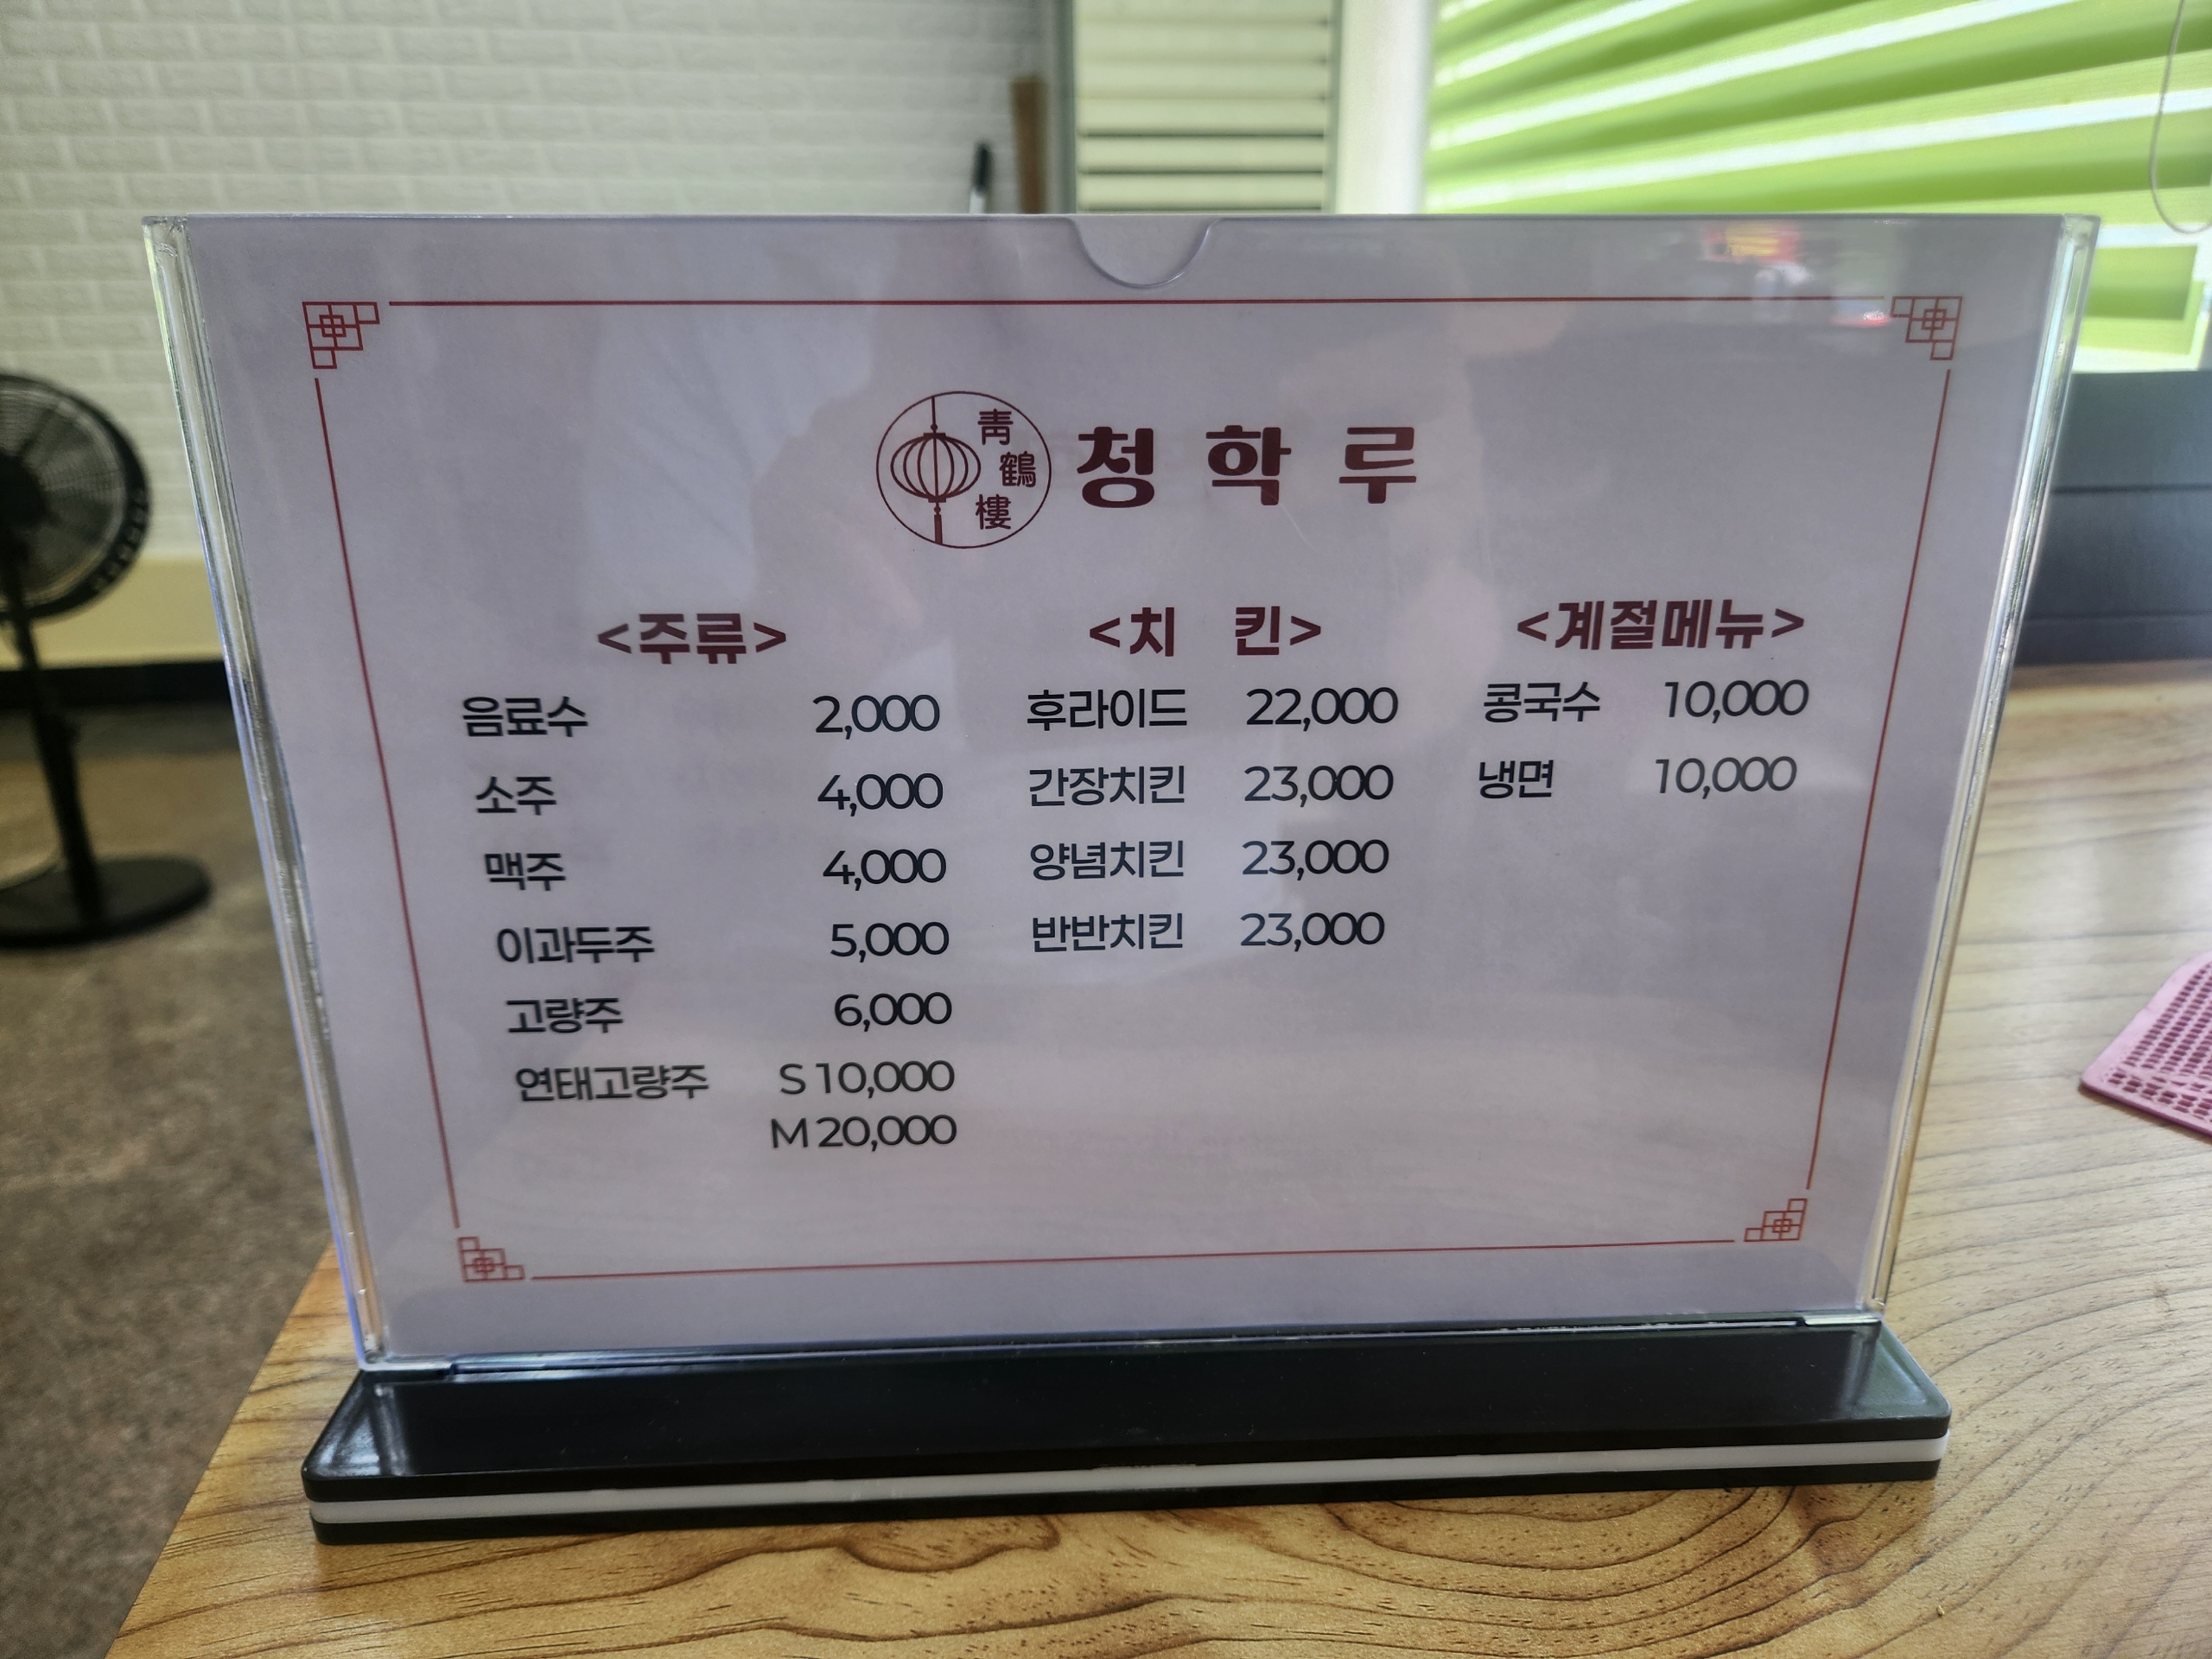 靑
鶴
樓
청학루
<주류>
음료수 2,000
소주 4,000
맥주 4,000
이과두주 5,000
고량주 6,000
연태고량주 S 10,000
M 20,000
<치 킨>
후라이드 22,000
간장치킨 23,000
양념치킨 23,000
반반치킨 23,000
<계절메뉴>
콩국수 10,000
냉면 10,000